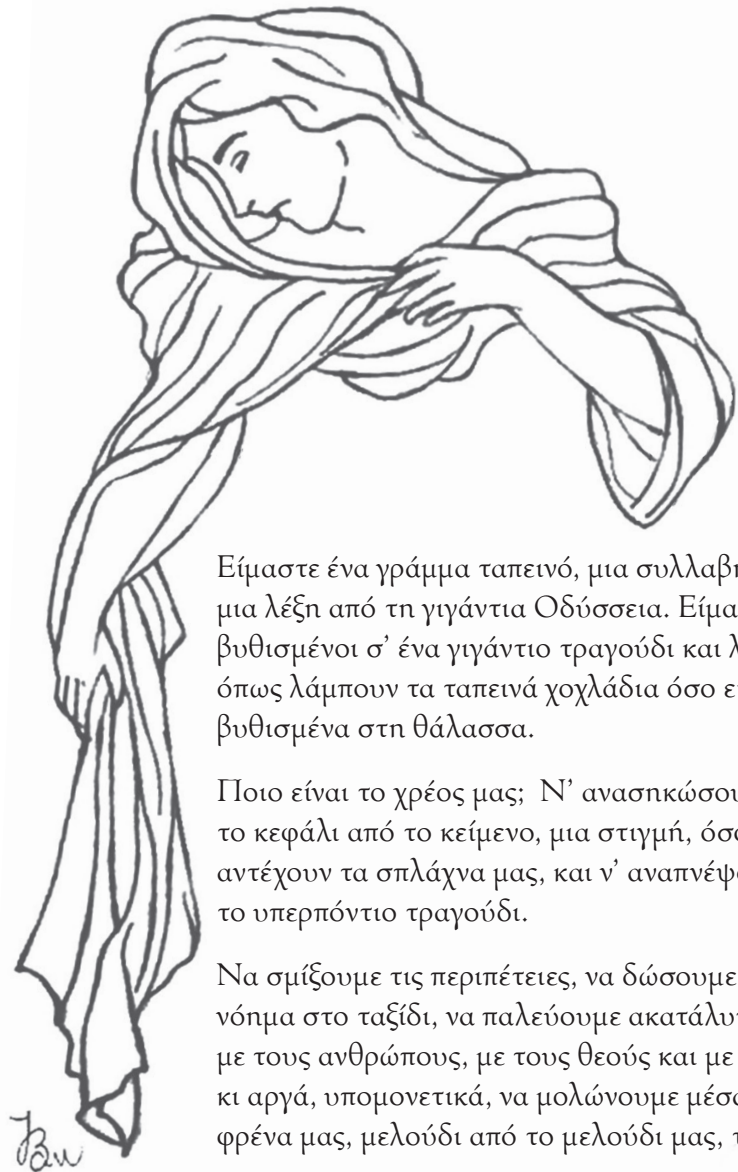 Είμαστε ένα γράμμα ταπεινό, μια συλλαβή
μια λέξη από τη γιγάντια Οδύσσεια.
βυθισμένοι σ’ ένα γιγάντιο τραγούδι και
όπως λάμπουν τα ταπεινά χοχλάδια όσο
βυθισμένα στη θάλασσα.
Ποιο είναι το χρέος μας; Ν’
το κεφάλι από το κείμενο, μια στιγμή,
αντέχουν τα σπλάχνα μας, και ν’
το υπερπόντιο τραγούδι.
Να σμίξουμε τις περιπέτειες, να δώσουμε
νόημα στο ταξίδι, να παλεύουμε
με τους ανθρώπους, με τους θεούς και με
κι αργά, υπομονετικά, να μολώνουμε
φρένα μας, μελούδι από το μελούδι μας,